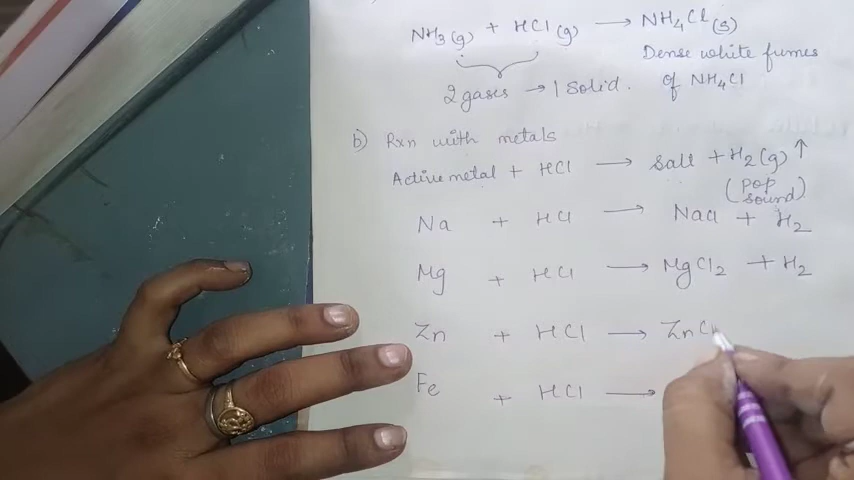 NH3(g) + HCl(g) → NH4Cl(s)
Dense white fumes
2 gases → 1 solid. of NH4Cl
b) Rxn with metals
Active metal + HCl → Salt + H2(g) ↑
(pop sound)
Na + HCl → NaCl + H2
Mg + HCl → MgCl2 + H2
Zn + HCl → ZnCl
Fe + HCl →